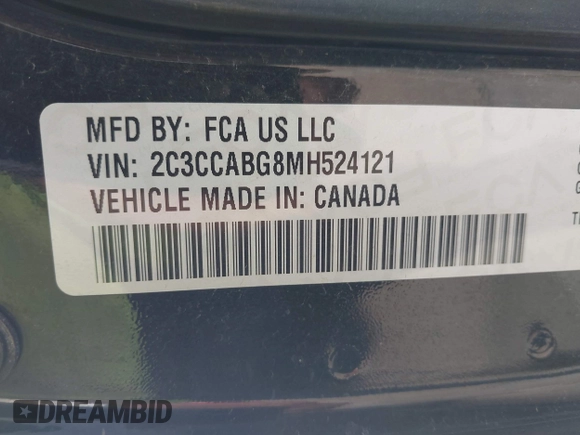 MFD BY: FCA US LLC
VIN: 2C3CCABG8MH524121
VEHICLE MADE IN: CANADA
DREAMBID